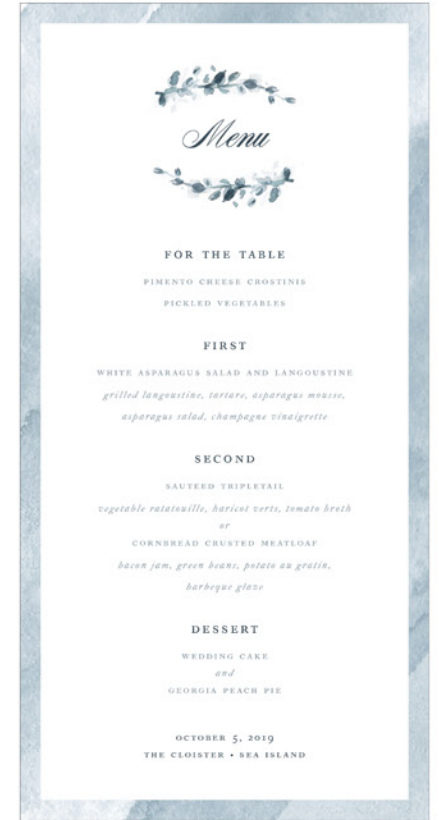 Menu
FOR THE TABLE
PIMENTO CHEESE CROSTINIS
PICKLED VEGETABLES
FIRST
WHITE ASPARAGUS SALAD AND LANGOUSTINE
grilled langoustine, tartare, asparagus mousse,
asparagus salad, champagne vinaigrette
SECOND
SAUTEED TRIPLETAIL
vegetable ratatouille, haricot verts, tomato broth
or
CORNBREAD CRUSTED MEATLOAF
bacon jam, green beans, potato au gratin,
barbeque glaze
DESSERT
WEDDING CAKE
and
GEORGIA PEACH PIE
OCTOBER 5, 2019
THE CLOISTER • SEA ISLAND